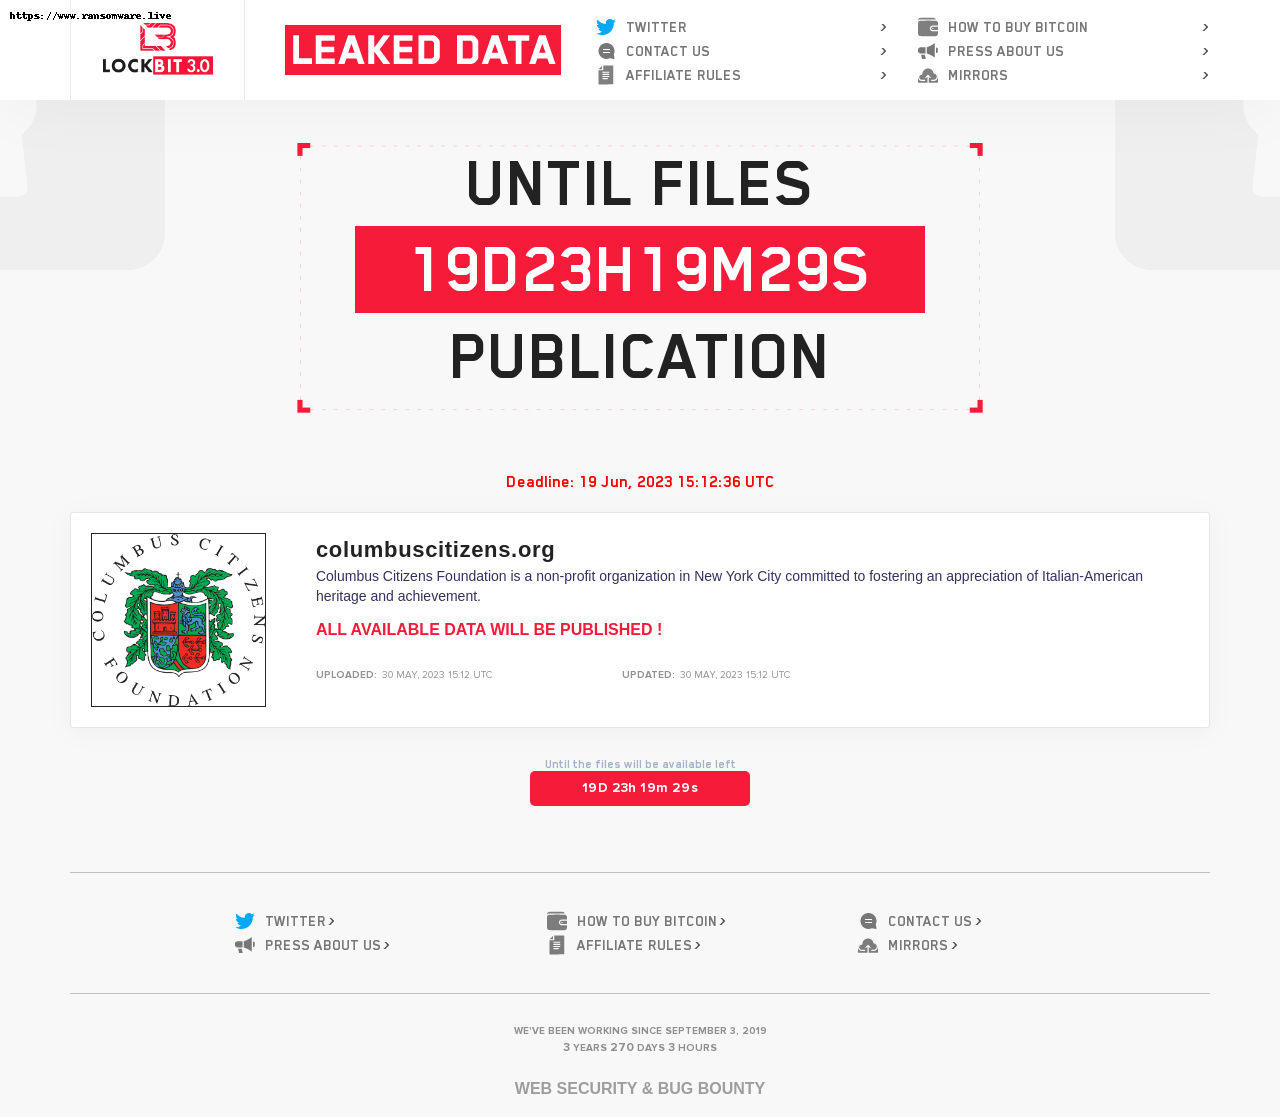 https://www.ransomware.live
LOCKBIT 3.0
LEAKED DATA
TWITTER
CONTACT US
AFFILIATE RULES
HOW TO BUY BITCOIN
PRESS ABOUT US
MIRRORS
UNTIL FILES
19D23H19M29S
PUBLICATION
Deadline: 19 Jun, 2023 15:12:36 UTC
COLUMBUS CITIZENS
FOUNDATION
columbuscitizens.org
Columbus Citizens Foundation is a non-profit organization in New York City committed to fostering an appreciation of Italian-American
heritage and achievement.
ALL AVAILABLE DATA WILL BE PUBLISHED !
UPLOADED: 30 MAY, 2023 15:12 UTC
UPDATED: 30 MAY, 2023 15:12 UTC
Until the files will be available left
19D 23h 19m 29s
TWITTER
HOW TO BUY BITCOIN
CONTACT US
PRESS ABOUT US
AFFILIATE RULES
MIRRORS
WE'VE BEEN WORKING SINCE SEPTEMBER 3, 2019
3 YEARS 270 DAYS 3 HOURS
WEB SECURITY & BUG BOUNTY